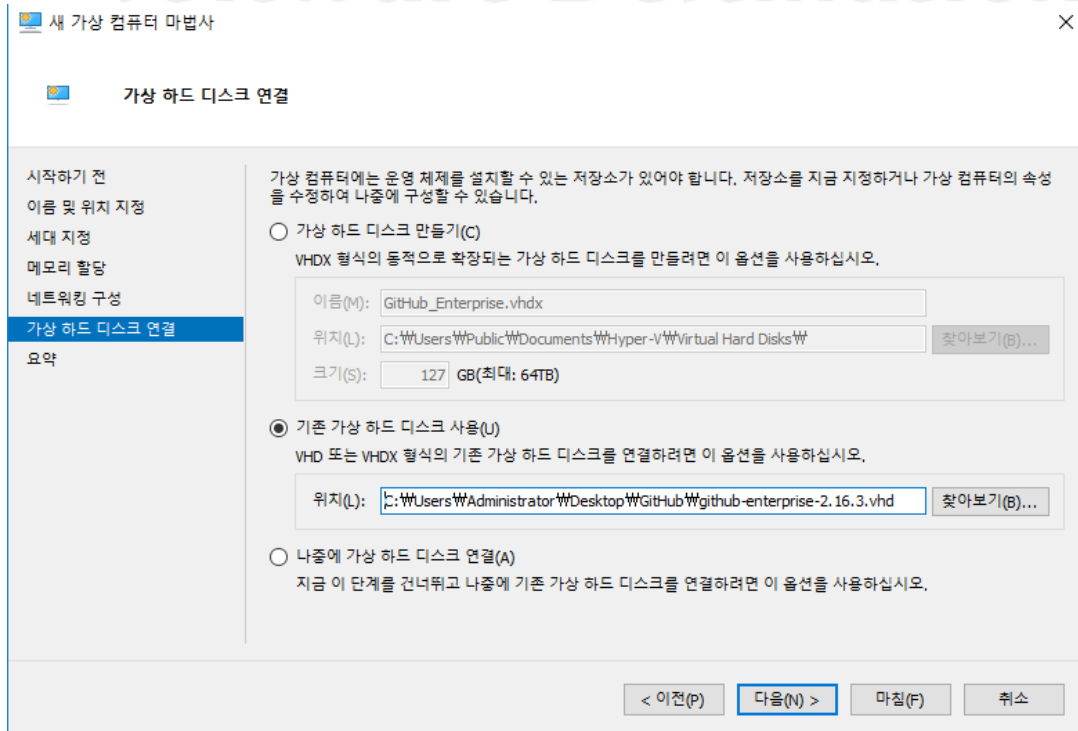 새 가상 컴퓨터 마법사
가상 하드 디스크 연결
시작하기 전
이름 및 위치 지정
세대 지정
메모리 할당
네트워킹 구성
가상 하드 디스크 연결
요약
가상 컴퓨터에는 운영 체제를 설치할 수 있는 저장소가 있어야 합니다. 저장소를 지금 지정하거나 가상 컴퓨터의 속성
을 수정하여 나중에 구성할 수 있습니다.
가상 하드 디스크 만들기(C)
VHDX 형식의 동적으로 확장되는 가상 하드 디스크를 만들려면 이 옵션을 사용하십시오.
이름(M): GitHub_Enterprise.vhdx
위치(L): C:₩Users₩Public₩Documents₩Hyper-V₩Virtual Hard Disks₩ 찾아보기(B)...
크기(S): 127 GB(최대: 64TB)
기존 가상 하드 디스크 사용(U)
VHD 또는 VHDX 형식의 기존 가상 하드 디스크를 연결하려면 이 옵션을 사용하십시오.
위치(L): C:₩Users₩Administrator₩Desktop₩GitHub₩github-enterprise-2.16.3.vhd 찾아보기(B)...
나중에 가상 하드 디스크 연결(A)
지금 이 단계를 건너뛰고 나중에 기존 가상 하드 디스크를 연결하려면 이 옵션을 사용하십시오.
< 이전(P) 다음(N) > 마침(F) 취소